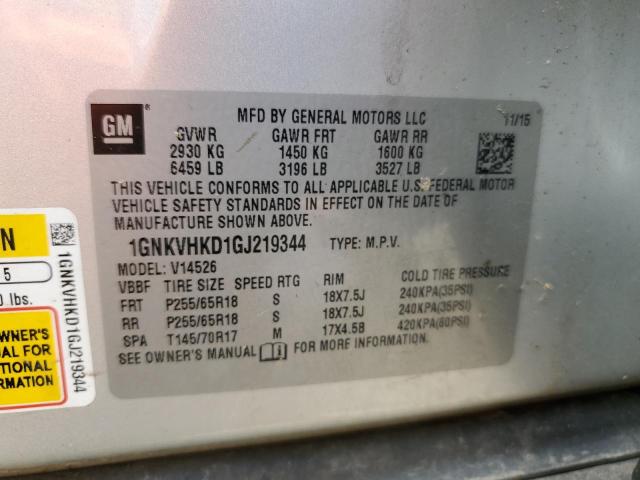 GM ®
MFD BY GENERAL MOTORS LLC 11/15
GVWR GAWR FRT GAWR RR
2930 KG 1450 KG 1600 KG
6459 LB 3196 LB 3527 LB
THIS VEHICLE CONFORMS TO ALL APPLICABLE U.S. FEDERAL MOTOR
VEHICLE SAFETY STANDARDS IN EFFECT ON THE DATE OF
MANUFACTURE SHOWN ABOVE.
1GNKVHKD1GJ219344 TYPE: M.P.V.
MODEL: V14526
VBBF TIRE SIZE SPEED RTG RIM COLD TIRE PRESSURE
FRT P255/65R18 S 18X7.5J 240KPA(35PSI)
RR P255/65R18 S 18X7.5J 240KPA(35PSI)
SPA T145/70R17 M 17X4.5B 420KPA(60PSI)
SEE OWNER'S MANUAL FOR MORE INFORMATION.
N
5
lbs.
OWNER'S
UAL FOR
TIONAL
RMATION
1GNKVHKD1GJ219344